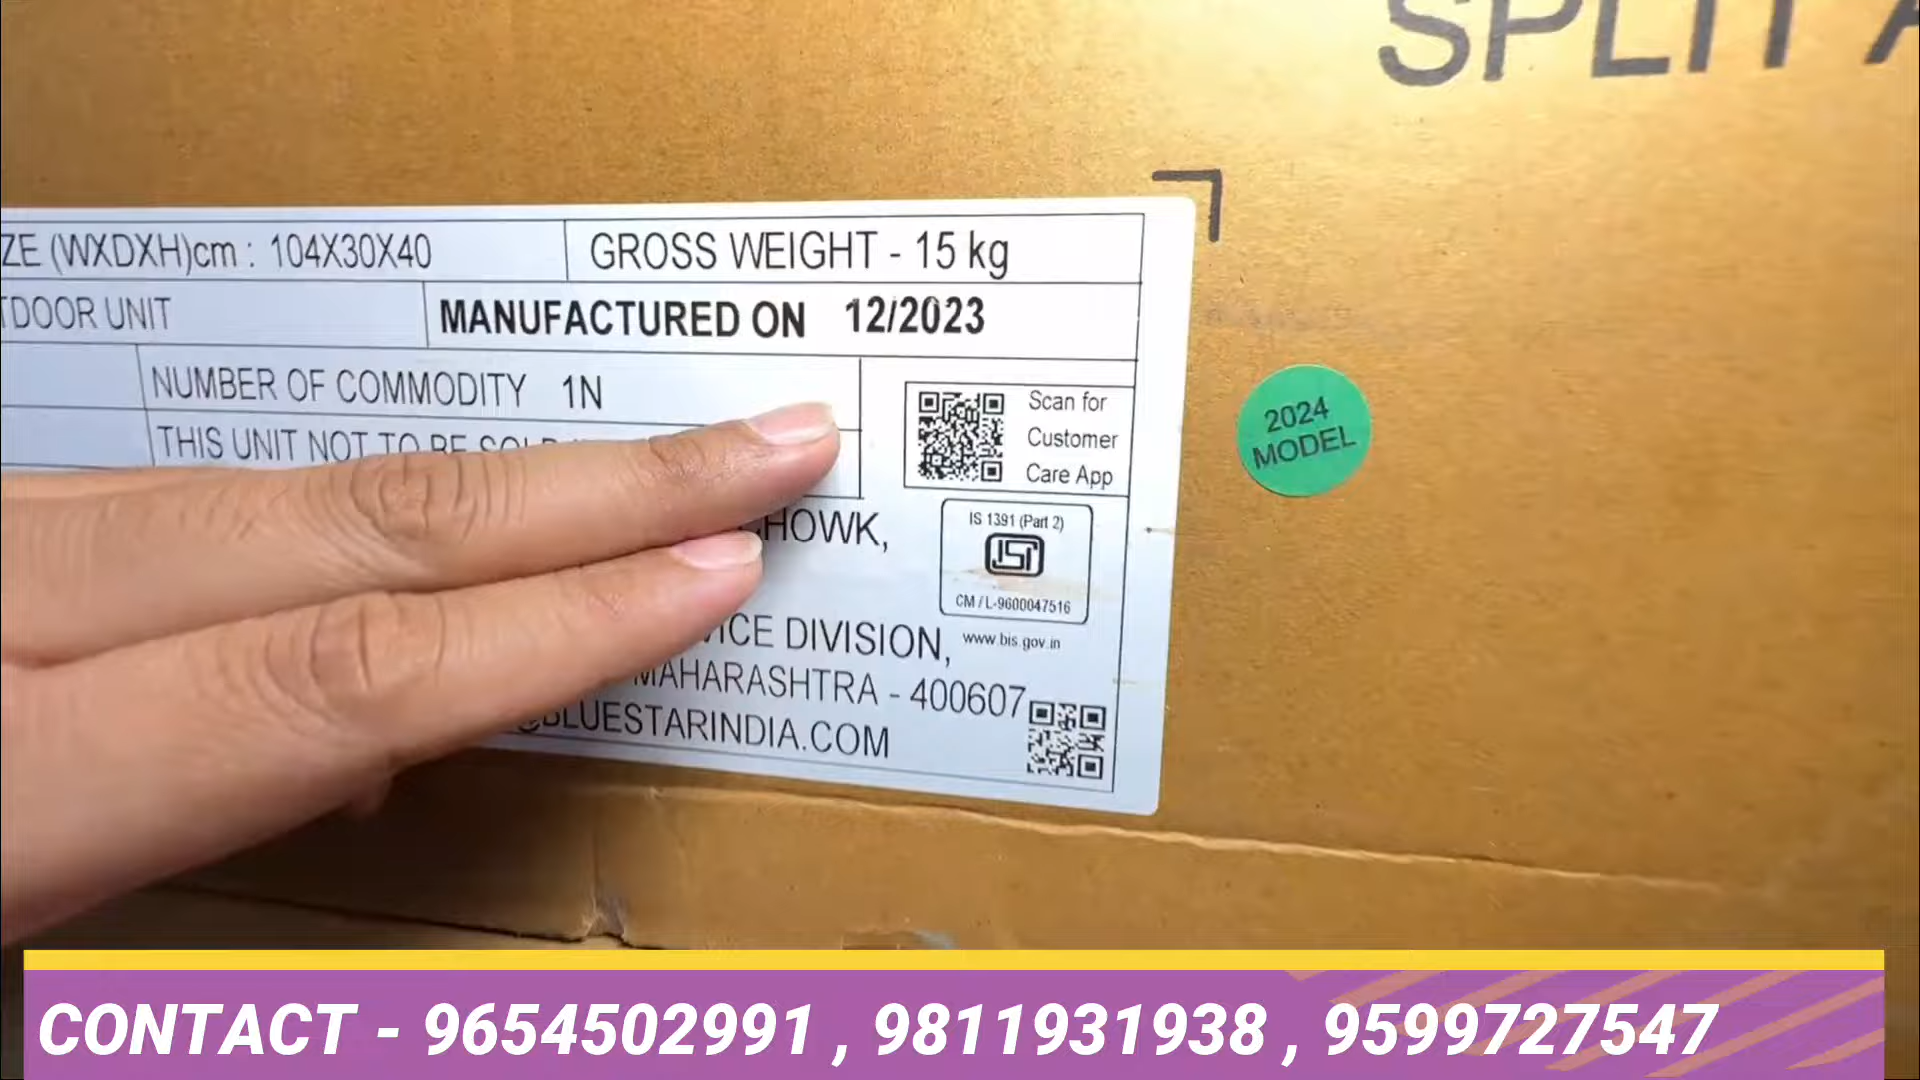 SPLIT A
ZE (WXDXH)cm : 104X30X40
GROSS WEIGHT - 15 kg
TDOOR UNIT
MANUFACTURED ON 12/2023
NUMBER OF COMMODITY 1N
THIS UNIT NOT TO BE
Scan for
Customer
Care App
2024
MODEL
HOWK,
IS 1391 (Part 2)
ISI
CM / L-9600047516
www.bis.gov.in
VICE DIVISION,
MAHARASHTRA - 400607
@BLUESTARINDIA.COM
CONTACT - 9654502991 , 9811931938 , 9599727547